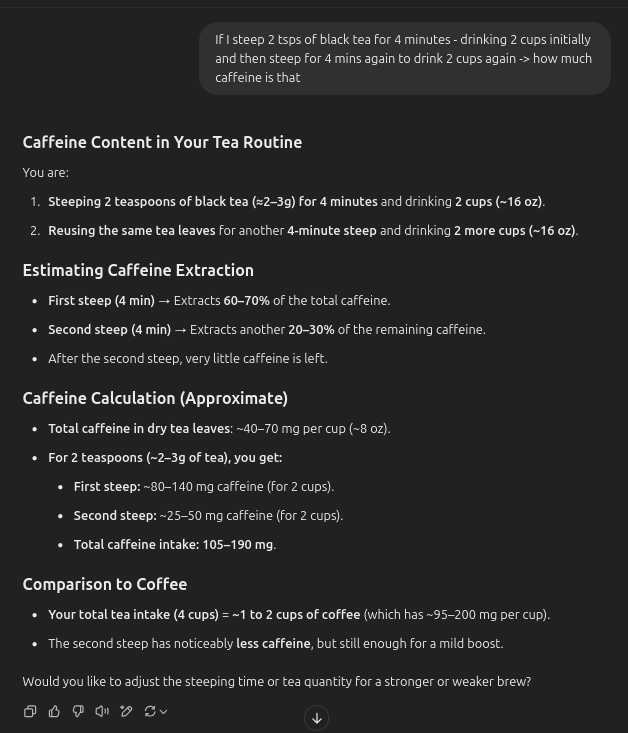 If I steep 2 tsps of black tea for 4 minutes - drinking 2 cups initially
and then steep for 4 mins again to drink 2 cups again -> how much
caffeine is that
Caffeine Content in Your Tea Routine
You are:
1. Steeping 2 teaspoons of black tea (≈2–3g) for 4 minutes and drinking 2 cups (~16 oz).
2. Reusing the same tea leaves for another 4-minute steep and drinking 2 more cups (~16 oz).
Estimating Caffeine Extraction
• First steep (4 min) → Extracts 60–70% of the total caffeine.
• Second steep (4 min) → Extracts another 20–30% of the remaining caffeine.
• After the second steep, very little caffeine is left.
Caffeine Calculation (Approximate)
• Total caffeine in dry tea leaves: ~40–70 mg per cup (~8 oz).
• For 2 teaspoons (~2–3g of tea), you get:
• First steep: ~80–140 mg caffeine (for 2 cups).
• Second steep: ~25–50 mg caffeine (for 2 cups).
• Total caffeine intake: 105–190 mg.
Comparison to Coffee
• Your total tea intake (4 cups) = ~1 to 2 cups of coffee (which has ~95–200 mg per cup).
• The second steep has noticeably less caffeine, but still enough for a mild boost.
Would you like to adjust the steeping time or tea quantity for a stronger or weaker brew?